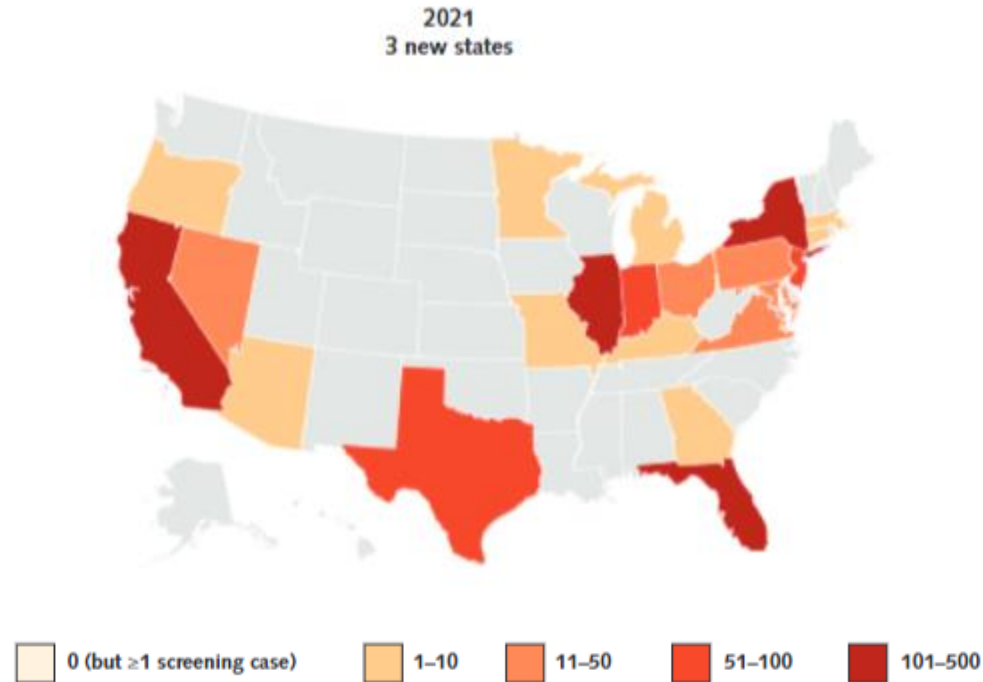 2021
3 new states
0 (but ≥1 screening case)
1–10
11–50
51–100
101–500